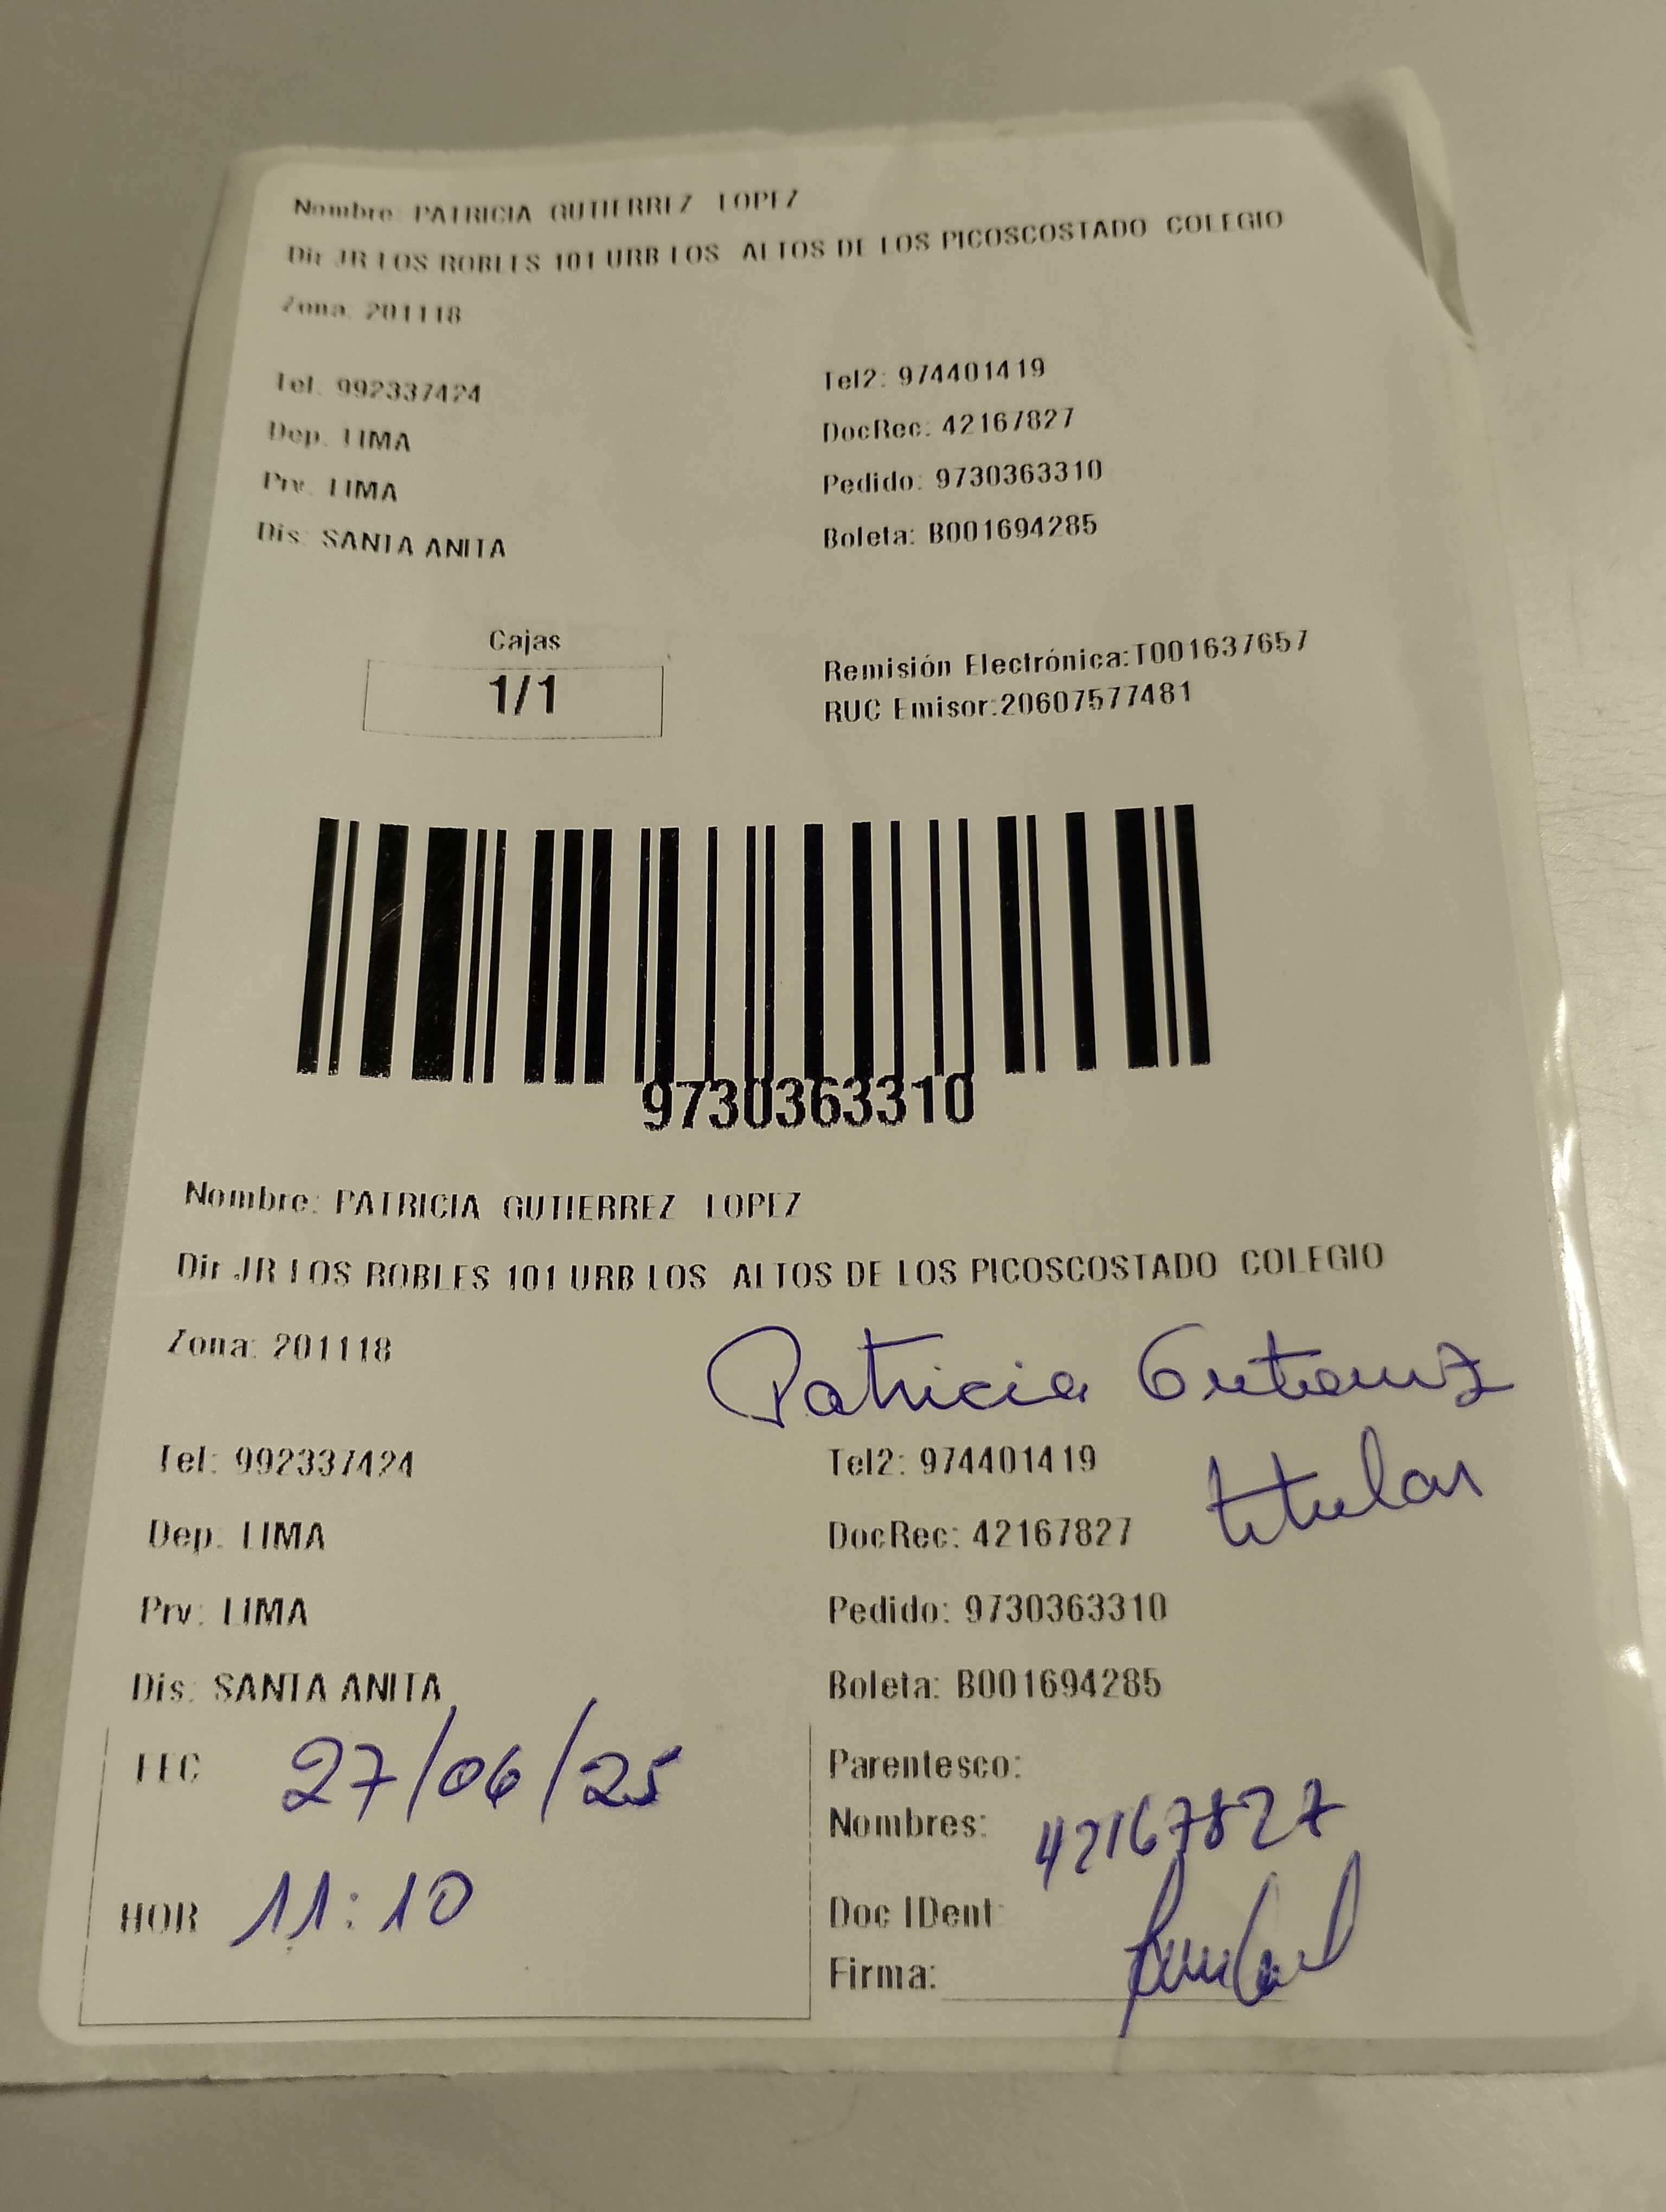 Nombre: PATRICIA GUTIERREZ LOPEZ
Dir JR LOS ROBLES 101 URB LOS ALTOS DE LOS PICOSCOSTADO COLEGIO
Zona: 201118
Tel: 992337424 Tel2: 974401419
Dep: LIMA DocRec: 42167827
Prv: LIMA Pedido: 9730363310
Dis: SANTA ANITA Boleta: B001694285
Cajas
1/1
Remisión Electrónica:T001637657
RUC Emisor:20607577481
9730363310
Nombre: PATRICIA GUTIERREZ LOPEZ
Dir JR LOS ROBLES 101 URB LOS ALTOS DE LOS PICOSCOSTADO COLEGIO
Zona: 201118
Patricia Gutierrez
Tel: 992337424 Tel2: 974401419
titular
Dep: LIMA DocRec: 42167827
Prv: LIMA Pedido: 9730363310
Dis: SANTA ANITA Boleta: B001694285
FEC 27/06/25
Parentesco:
Nombres: 42167827
HOR 11:10
Doc IDent:
Firma: